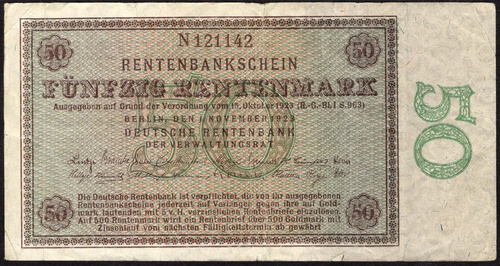 50 N121142 50
RENTENBANKSCHEIN
FÜNFZIG RENTENMARK
Ausgegeben auf Grund der Verordnung vom 15. Oktober 1923 (R.-G.-Bl. I S. 963)
BERLIN, DEN 1. NOVEMBER 1923
DEUTSCHE RENTENBANK
DER VERWALTUNGSRAT
Die Deutsche Rentenbank ist verpflichtet, die von ihr ausgegebenen
Rentenbankscheine jederzeit auf Verlangen gegen ihre auf Gold-
mark lautenden mit 5 v. H. verzinslichen Rentenbriefe einzulösen.
Auf 500 Rentenmark wird ein Rentenbrief über 500 Goldmark mit
Zinsenlauf vom nächsten Fälligkeitstermin ab gewährt
50 50
50